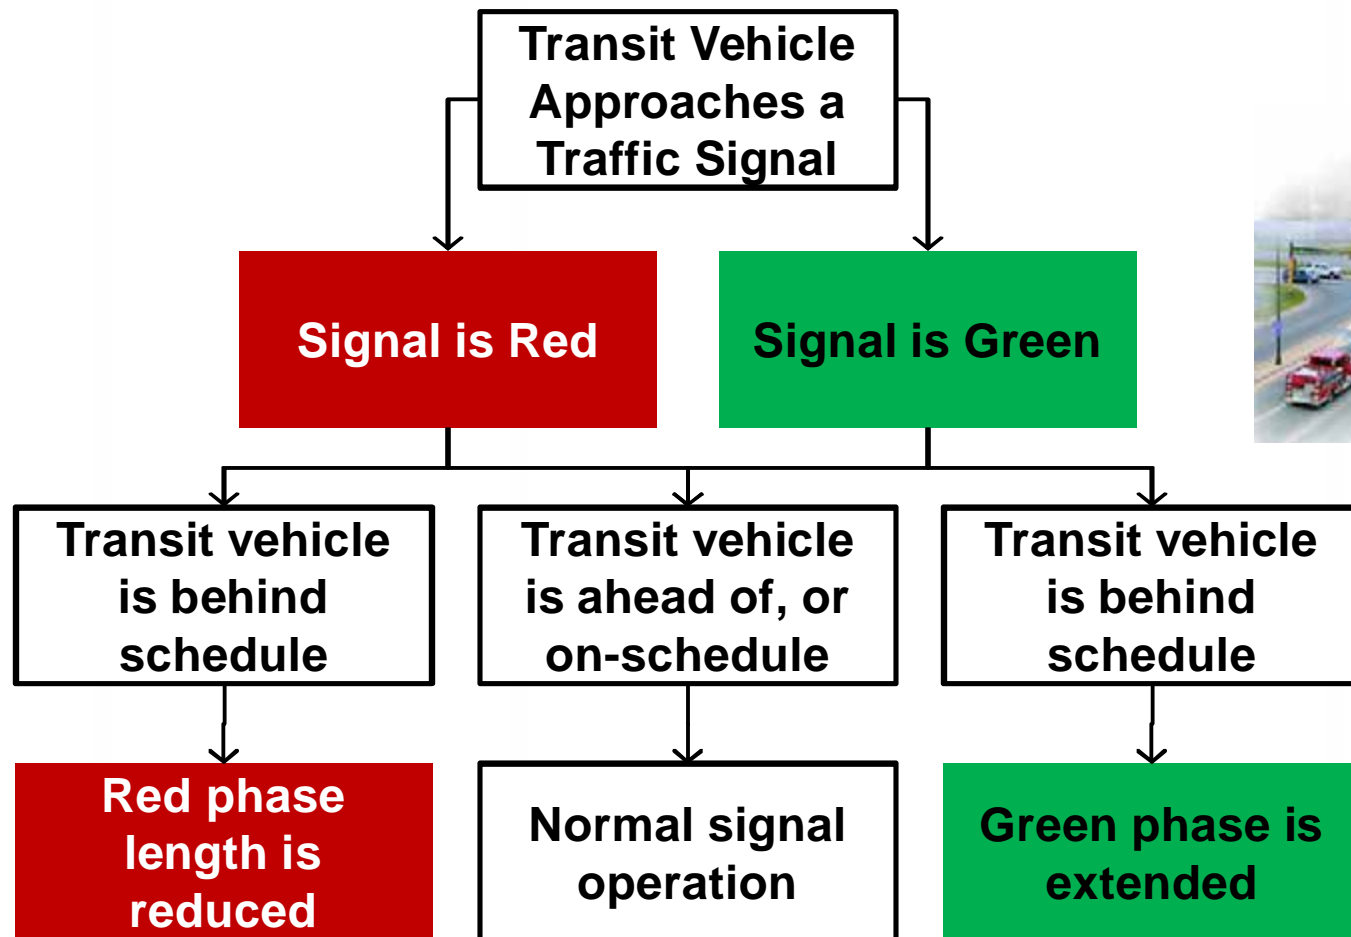 Transit Vehicle
Approaches a
Traffic Signal
Signal is Red
Signal is Green
Transit vehicle
is behind
schedule
Transit vehicle
is ahead of, or
on-schedule
Transit vehicle
is behind
schedule
Red phase
length is
reduced
Normal signal
operation
Green phase is
extended